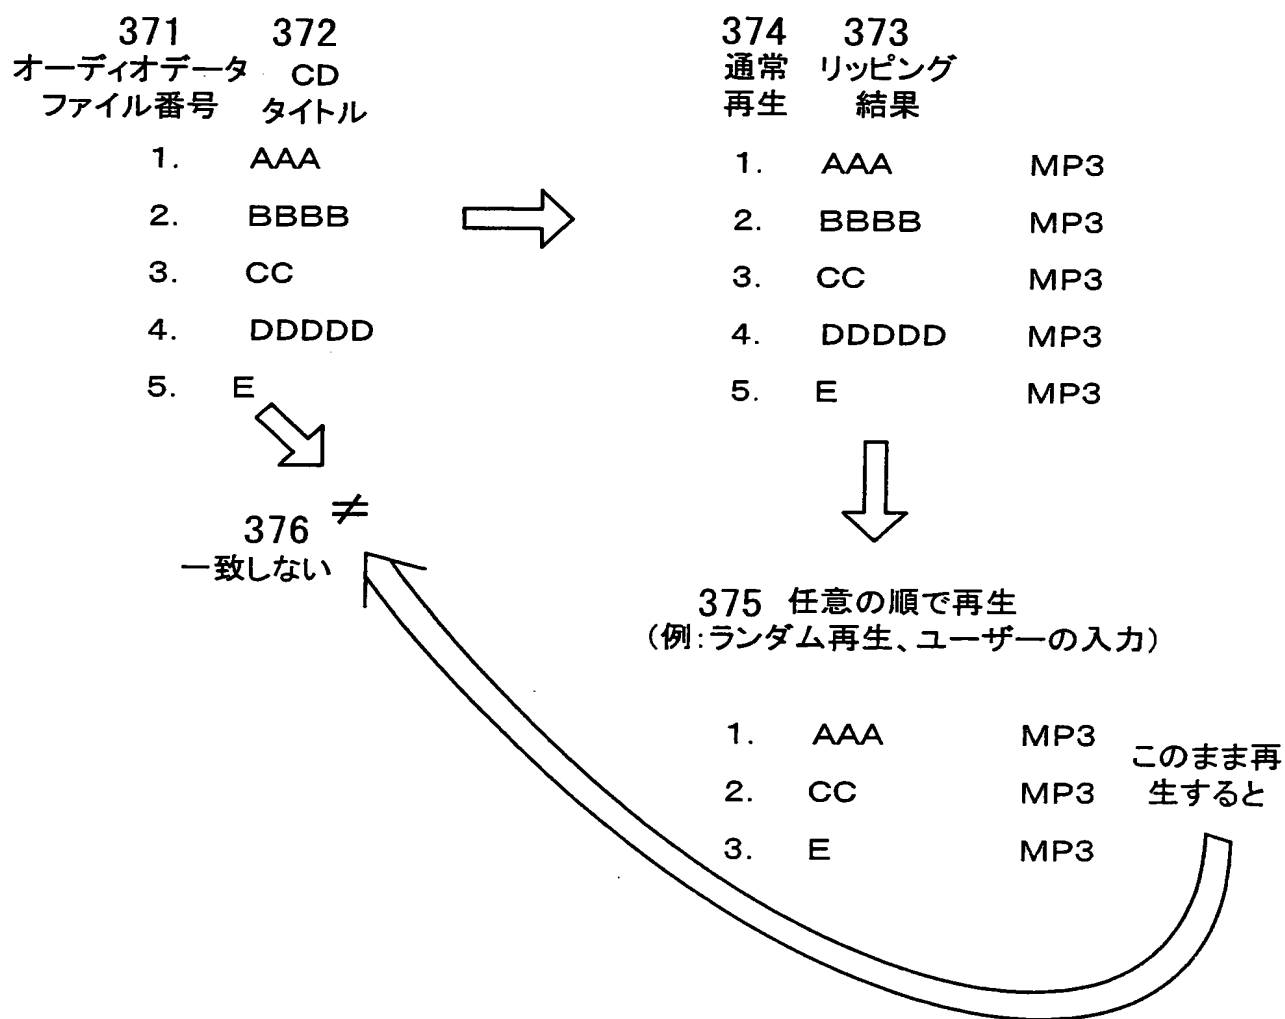 371 372
オーディオデータ CD
ファイル番号 タイトル
1. AAA
2. BBBB
3. CC
4. DDDDD
5. E
374 373
通常 リッピング
再生 結果
1. AAA MP3
2. BBBB MP3
3. CC MP3
4. DDDDD MP3
5. E MP3
≠
376
一致しない
375 任意の順で再生
(例:ランダム再生、ユーザーの入力)
1. AAA MP3
2. CC MP3
3. E MP3
このまま再
生すると